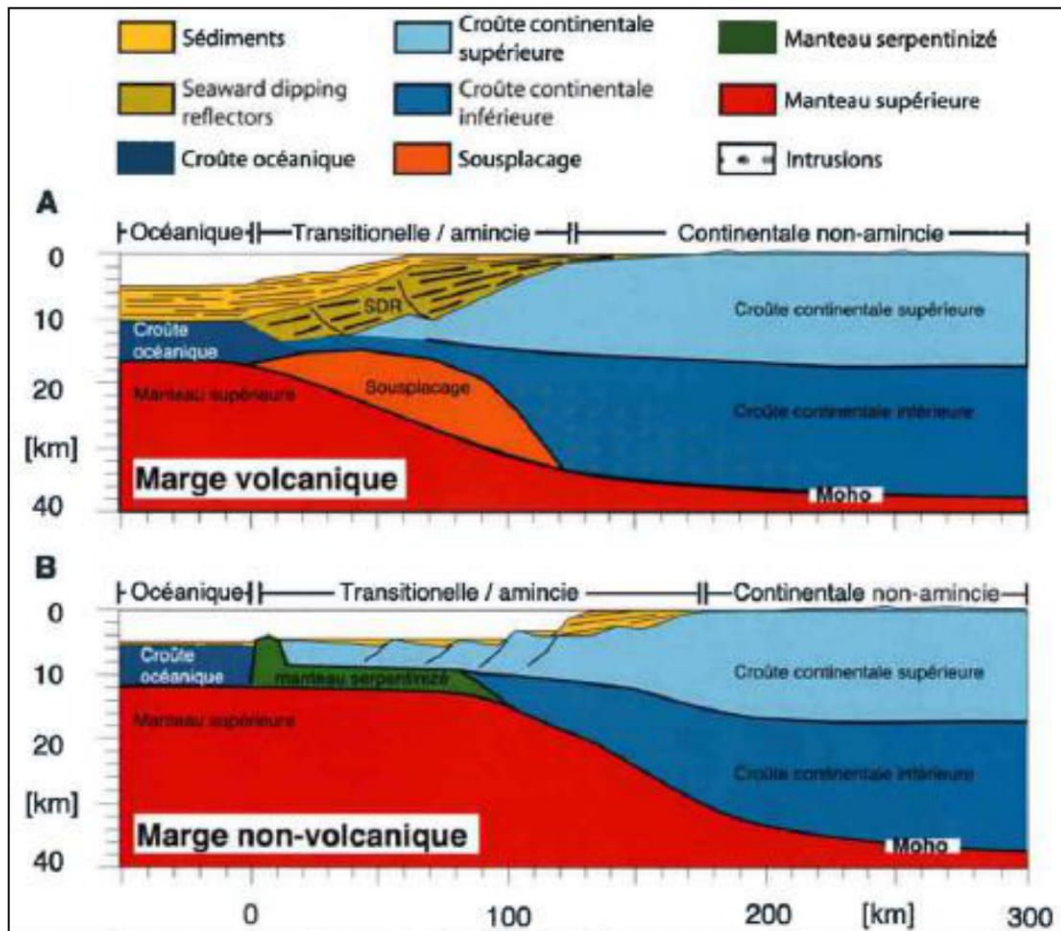 Sédiments
Croûte continentale
supérieure
Manteau serpentinizé
Seaward dipping
reflectors
Croûte continentale
inférieure
Manteau supérieure
Croûte océanique
Sousplacage
Intrusions
A
Océanique
Transitionelle / amincie
Continentale non-amincie
0
10
20
[km]
40
SDR
Croûte
océanique
Croûte continentale supérieure
Sousplacage
Manteau supérieure
Croûte continentale inférieure
Marge volcanique
Moho
B
Océanique
Transitionelle / amincie
Continentale non-amincie
0
10
20
[km]
40
Croûte
océanique
Croûte continentale supérieure
manteau serpentinizé
Manteau supérieure
Croûte continentale inférieure
Marge non-volcanique
Moho
0
100
200
[km]
300